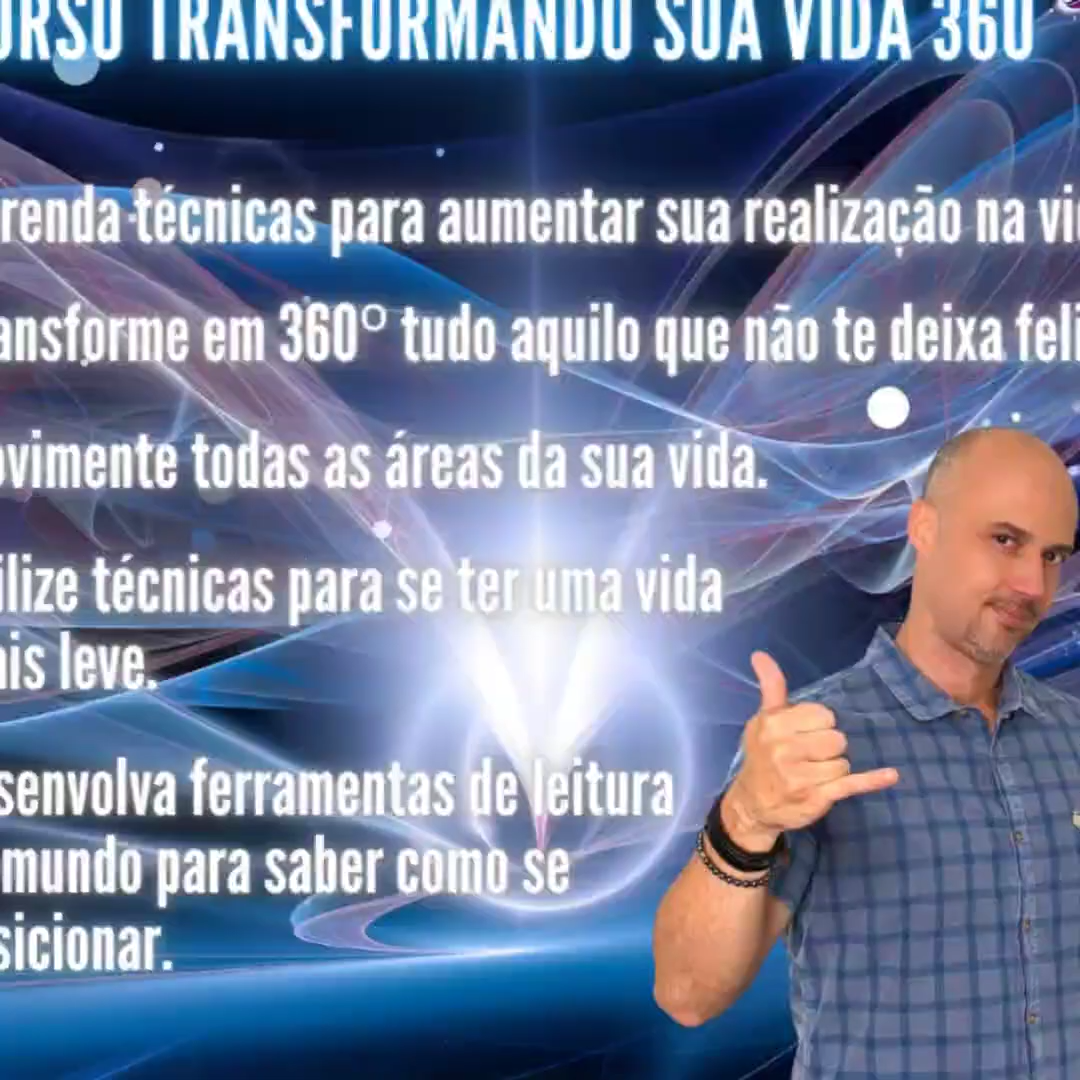 URSO TRANSFORMANDO SUA VIDA 360
renda técnicas para aumentar sua realização na vi
ansforme em 360º tudo aquilo que não te deixa feli
ovimente todas as áreas da sua vida.
ilize técnicas para se ter uma vida
ais leve.
senvolva ferramentas de leitura
mundo para saber como se
sicionar.